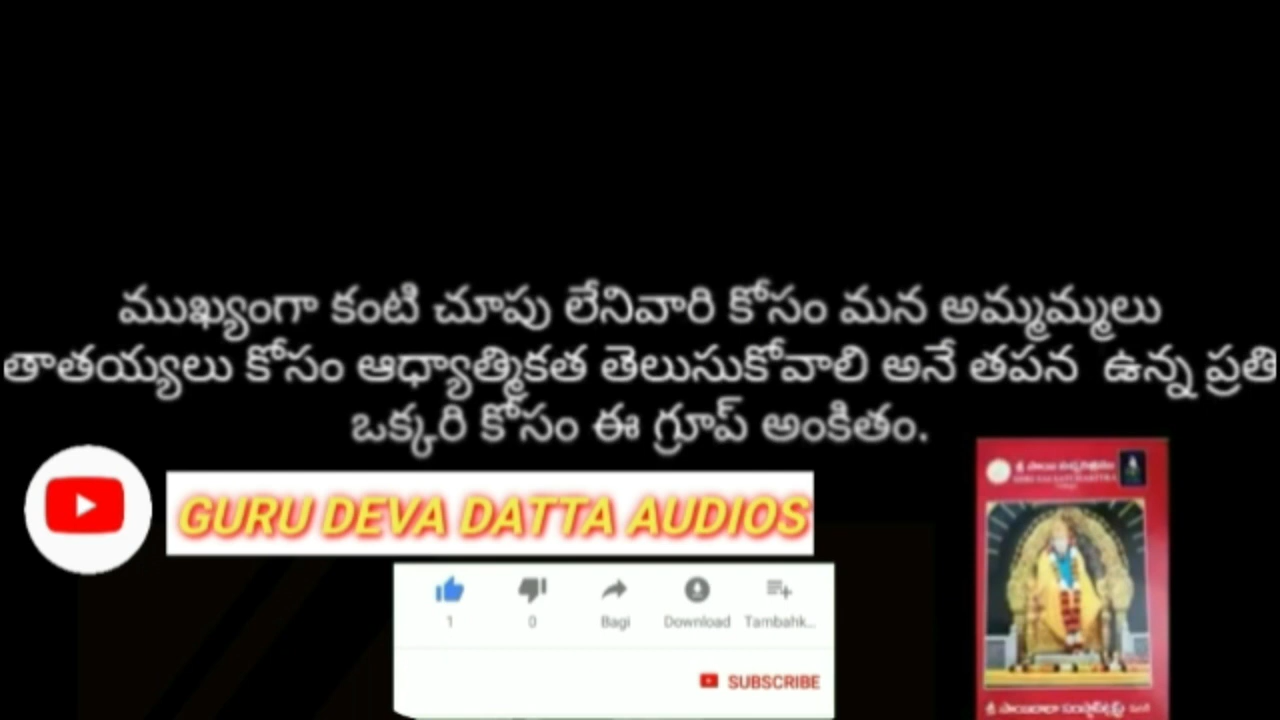 ముఖ్యంగా కంటి చూపు లేనివారి కోసం మన అమ్మమ్మలు
తాతయ్యలు కోసం ఆధ్యాత్మికత తెలుసుకోవాలి అనే తపన ఉన్న ప్రతి
ఒక్కరి కోసం ఈ గ్రూప్ అంకితం.
GURU DEVA DATTA AUDIOS
1 0 Bagi Download Tambahk...
SUBSCRIBE